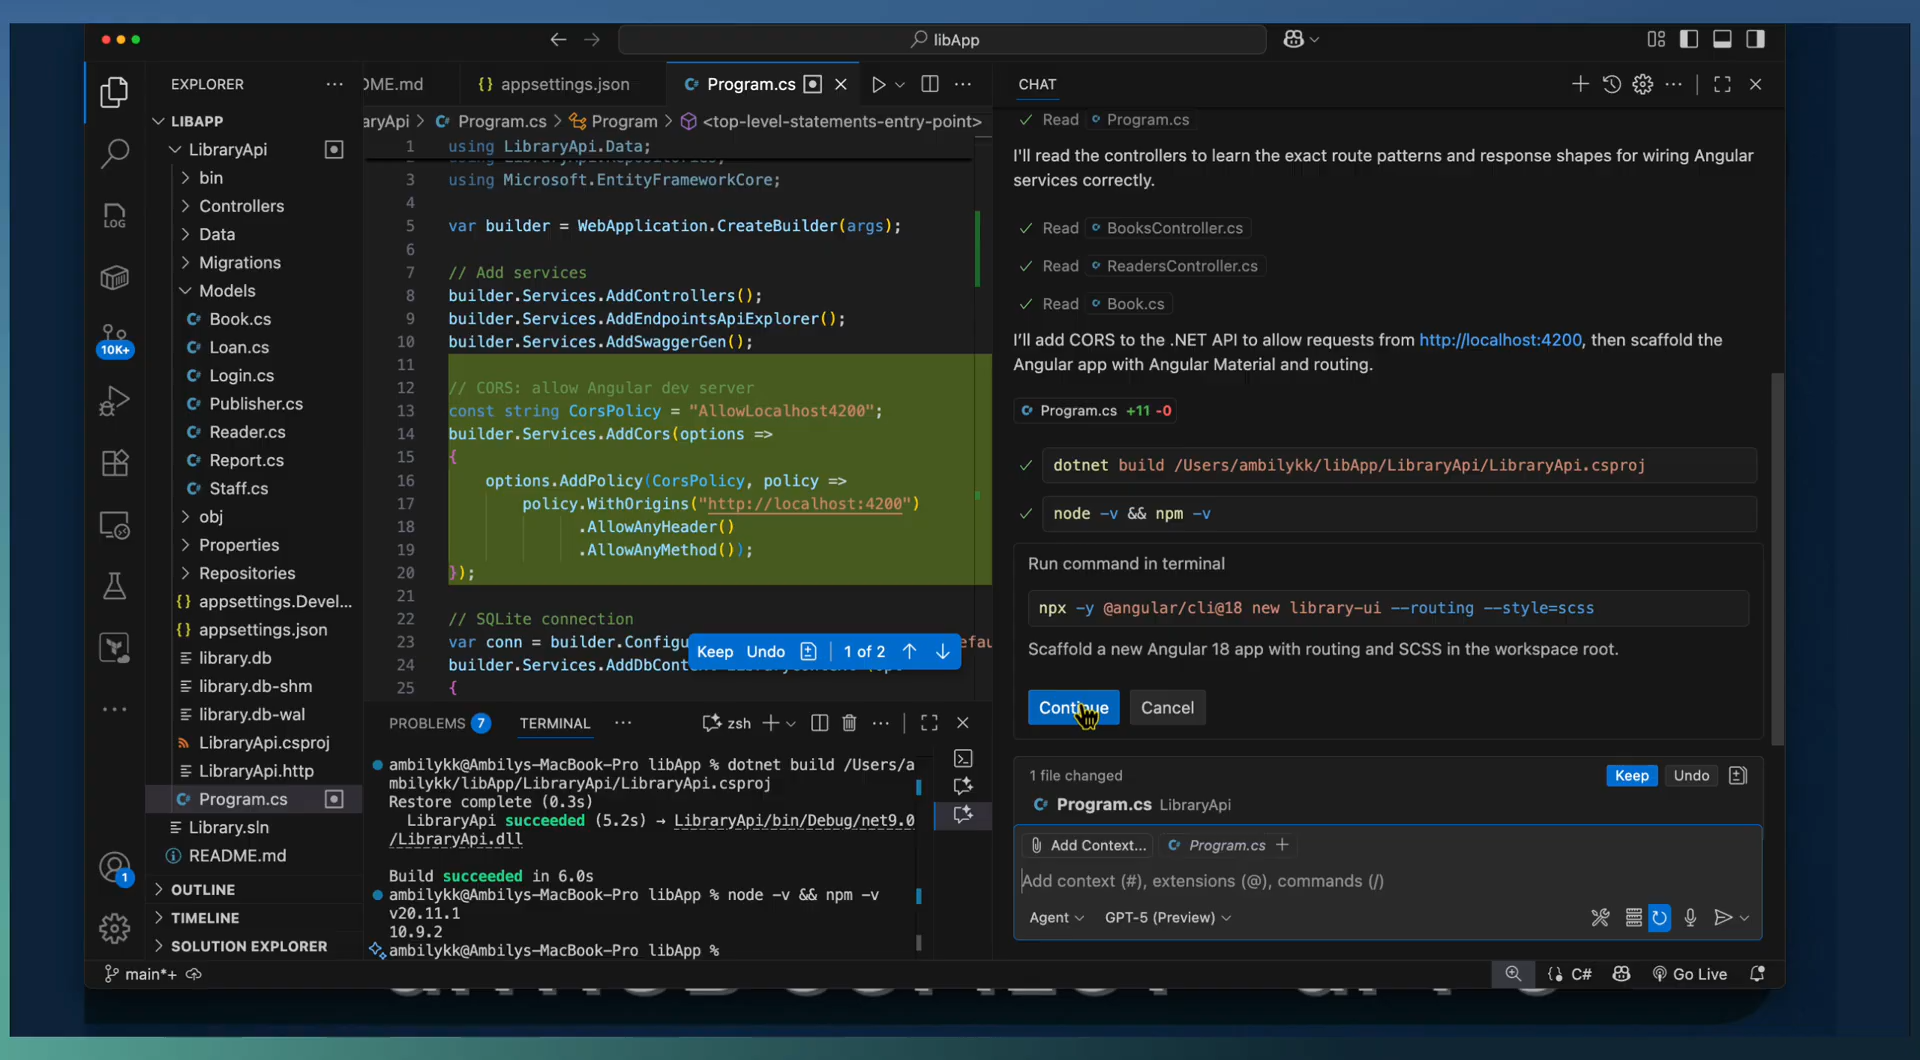 libApp
EXPLORER
LIBAPP
LibraryApi
bin
Controllers
Data
Migrations
Models
Book.cs
Loan.cs
Login.cs
Publisher.cs
Reader.cs
Report.cs
Staff.cs
obj
Properties
Repositories
appsettings.Devel...
appsettings.json
library.db
library.db-shm
library.db-wal
LibraryApi.csproj
LibraryApi.http
Program.cs
Library.sln
README.md
OUTLINE
TIMELINE
SOLUTION EXPLORER
LOG
10K+
1
OME.md
{} appsettings.json
Program.cs
aryApi > Program.cs > Program > <top-level-statements-entry-point>
1 using LibraryApi.Data;
3 using Microsoft.EntityFrameworkCore;
4
5 var builder = WebApplication.CreateBuilder(args);
6
7 // Add services
8 builder.Services.AddControllers();
9 builder.Services.AddEndpointsApiExplorer();
10 builder.Services.AddSwaggerGen();
11
12 // CORS: allow Angular dev server
13 const string CorsPolicy = "AllowLocalhost4200";
14 builder.Services.AddCors(options =>
15 {
16 options.AddPolicy(CorsPolicy, policy =>
17 policy.WithOrigins("http://localhost:4200")
18 .AllowAnyHeader()
19 .AllowAnyMethod());
20 });
21
22 // SQLite connection
23 var conn = builder.Configu
24
25 {
Keep Undo 1 of 2
PROBLEMS 7 TERMINAL ... zsh
ambilykk@Ambilys-MacBook-Pro libApp % dotnet build /Users/a
mbilykk/libApp/LibraryApi/LibraryApi.csproj
Restore complete (0.3s)
LibraryApi succeeded (5.2s) → LibraryApi/bin/Debug/net9.0
/LibraryApi.dll
Build succeeded in 6.0s
ambilykk@Ambilys-MacBook-Pro libApp % node -v && npm -v
v20.11.1
10.9.2
ambilykk@Ambilys-MacBook-Pro libApp %
CHAT
Read Program.cs
I'll read the controllers to learn the exact route patterns and response shapes for wiring Angular
services correctly.
Read BooksController.cs
Read ReadersController.cs
Read Book.cs
I'll add CORS to the .NET API to allow requests from http://localhost:4200, then scaffold the
Angular app with Angular Material and routing.
Program.cs +11 -0
dotnet build /Users/ambilykk/libApp/LibraryApi/LibraryApi.csproj
node -v && npm -v
Run command in terminal
npx -y @angular/cli@18 new library-ui --routing --style=scss
Scaffold a new Angular 18 app with routing and SCSS in the workspace root.
Continue Cancel
1 file changed Keep Undo
Program.cs LibraryApi
Add Context... Program.cs
Add context (#), extensions (@), commands (/)
Agent GPT-5 (Preview)
main*+
{} C#
Go Live